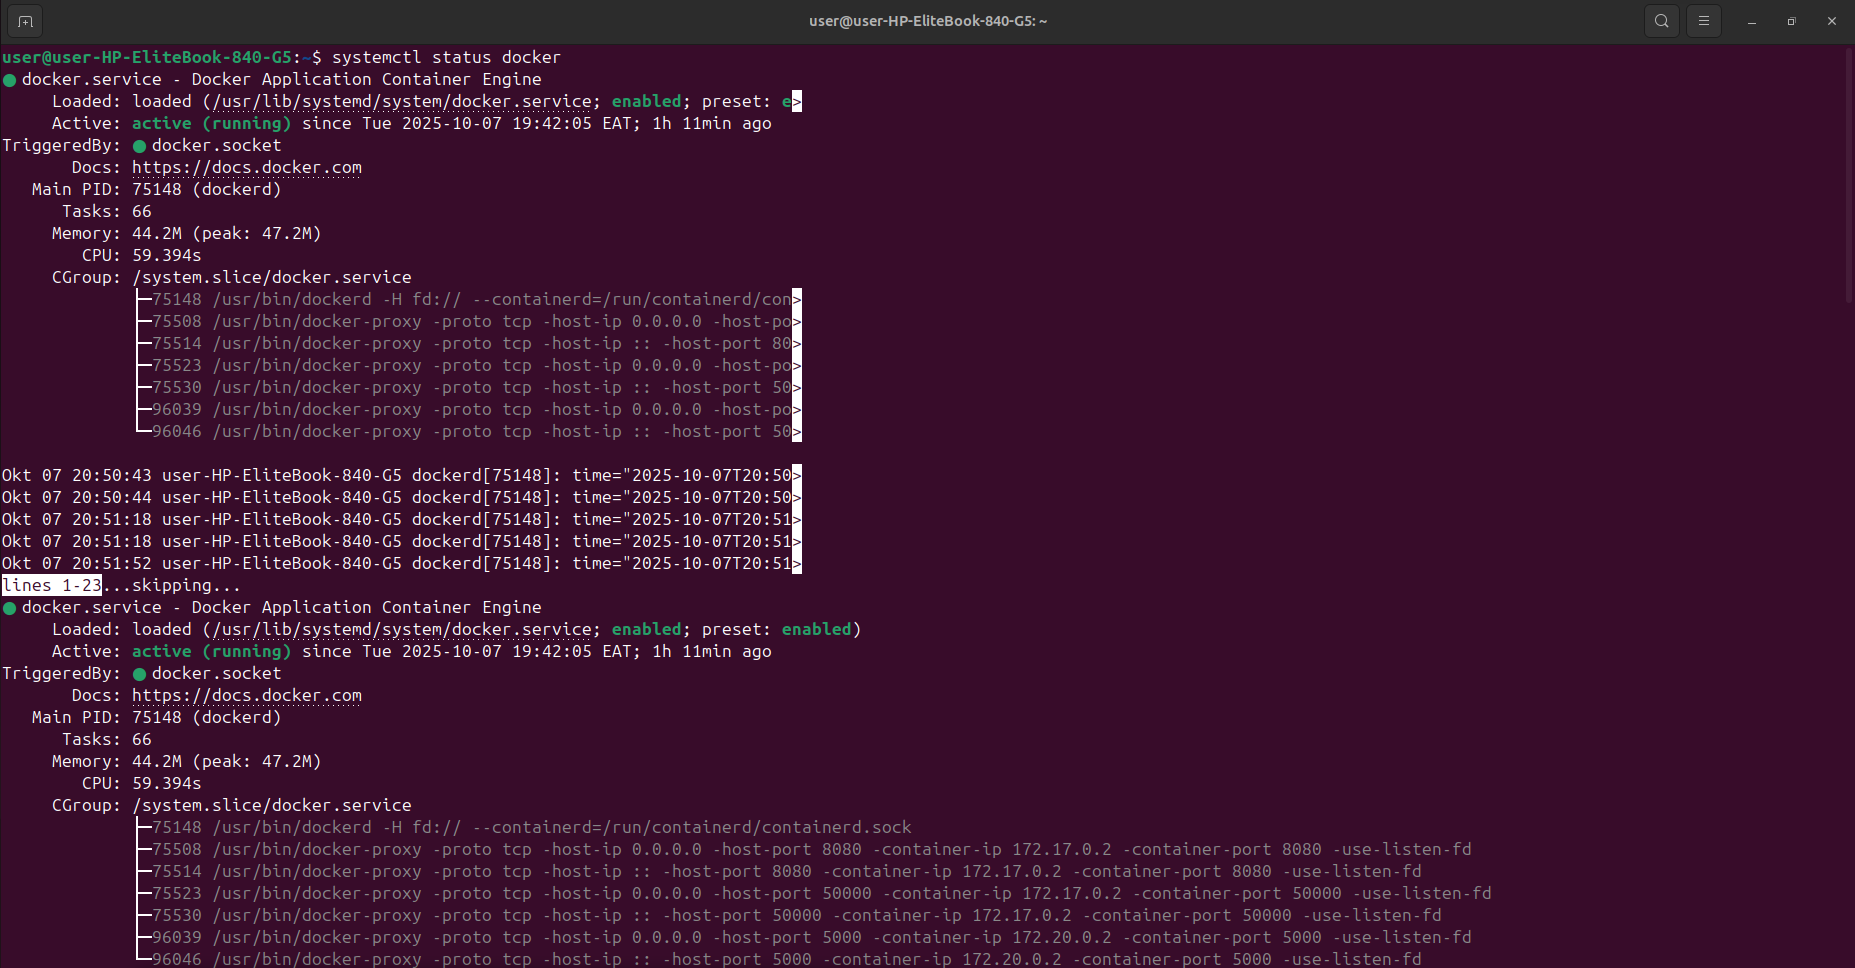 user@user-HP-EliteBook-840-G5: ~
user@user-HP-EliteBook-840-G5:~$ systemctl status docker
● docker.service - Docker Application Container Engine
     Loaded: loaded (/usr/lib/systemd/system/docker.service; enabled; preset: e>
     Active: active (running) since Tue 2025-10-07 19:42:05 EAT; 1h 11min ago
TriggeredBy: ● docker.socket
       Docs: https://docs.docker.com
   Main PID: 75148 (dockerd)
      Tasks: 66
     Memory: 44.2M (peak: 47.2M)
        CPU: 59.394s
     CGroup: /system.slice/docker.service
             ├─75148 /usr/bin/dockerd -H fd:// --containerd=/run/containerd/con>
             ├─75508 /usr/bin/docker-proxy -proto tcp -host-ip 0.0.0.0 -host-po>
             ├─75514 /usr/bin/docker-proxy -proto tcp -host-ip :: -host-port 80>
             ├─75523 /usr/bin/docker-proxy -proto tcp -host-ip 0.0.0.0 -host-po>
             ├─75530 /usr/bin/docker-proxy -proto tcp -host-ip :: -host-port 50>
             ├─96039 /usr/bin/docker-proxy -proto tcp -host-ip 0.0.0.0 -host-po>
             └─96046 /usr/bin/docker-proxy -proto tcp -host-ip :: -host-port 50>
Okt 07 20:50:43 user-HP-EliteBook-840-G5 dockerd[75148]: time="2025-10-07T20:50>
Okt 07 20:50:44 user-HP-EliteBook-840-G5 dockerd[75148]: time="2025-10-07T20:50>
Okt 07 20:51:18 user-HP-EliteBook-840-G5 dockerd[75148]: time="2025-10-07T20:51>
Okt 07 20:51:18 user-HP-EliteBook-840-G5 dockerd[75148]: time="2025-10-07T20:51>
Okt 07 20:51:52 user-HP-EliteBook-840-G5 dockerd[75148]: time="2025-10-07T20:51>
lines 1-23...skipping...
● docker.service - Docker Application Container Engine
     Loaded: loaded (/usr/lib/systemd/system/docker.service; enabled; preset: enabled)
     Active: active (running) since Tue 2025-10-07 19:42:05 EAT; 1h 11min ago
TriggeredBy: ● docker.socket
       Docs: https://docs.docker.com
   Main PID: 75148 (dockerd)
      Tasks: 66
     Memory: 44.2M (peak: 47.2M)
        CPU: 59.394s
     CGroup: /system.slice/docker.service
             ├─75148 /usr/bin/dockerd -H fd:// --containerd=/run/containerd/containerd.sock
             ├─75508 /usr/bin/docker-proxy -proto tcp -host-ip 0.0.0.0 -host-port 8080 -container-ip 172.17.0.2 -container-port 8080 -use-listen-fd
             ├─75514 /usr/bin/docker-proxy -proto tcp -host-ip :: -host-port 8080 -container-ip 172.17.0.2 -container-port 8080 -use-listen-fd
             ├─75523 /usr/bin/docker-proxy -proto tcp -host-ip 0.0.0.0 -host-port 50000 -container-ip 172.17.0.2 -container-port 50000 -use-listen-fd
             ├─75530 /usr/bin/docker-proxy -proto tcp -host-ip :: -host-port 50000 -container-ip 172.17.0.2 -container-port 50000 -use-listen-fd
             ├─96039 /usr/bin/docker-proxy -proto tcp -host-ip 0.0.0.0 -host-port 5000 -container-ip 172.20.0.2 -container-port 5000 -use-listen-fd
             └─96046 /usr/bin/docker-proxy -proto tcp -host-ip :: -host-port 5000 -container-ip 172.20.0.2 -container-port 5000 -use-listen-fd